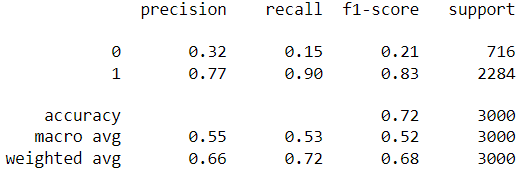 precision recall f1-score support
0 0.32 0.15 0.21 716
1 0.77 0.90 0.83 2284
accuracy 0.72 3000
macro avg 0.55 0.53 0.52 3000
weighted avg 0.66 0.72 0.68 3000